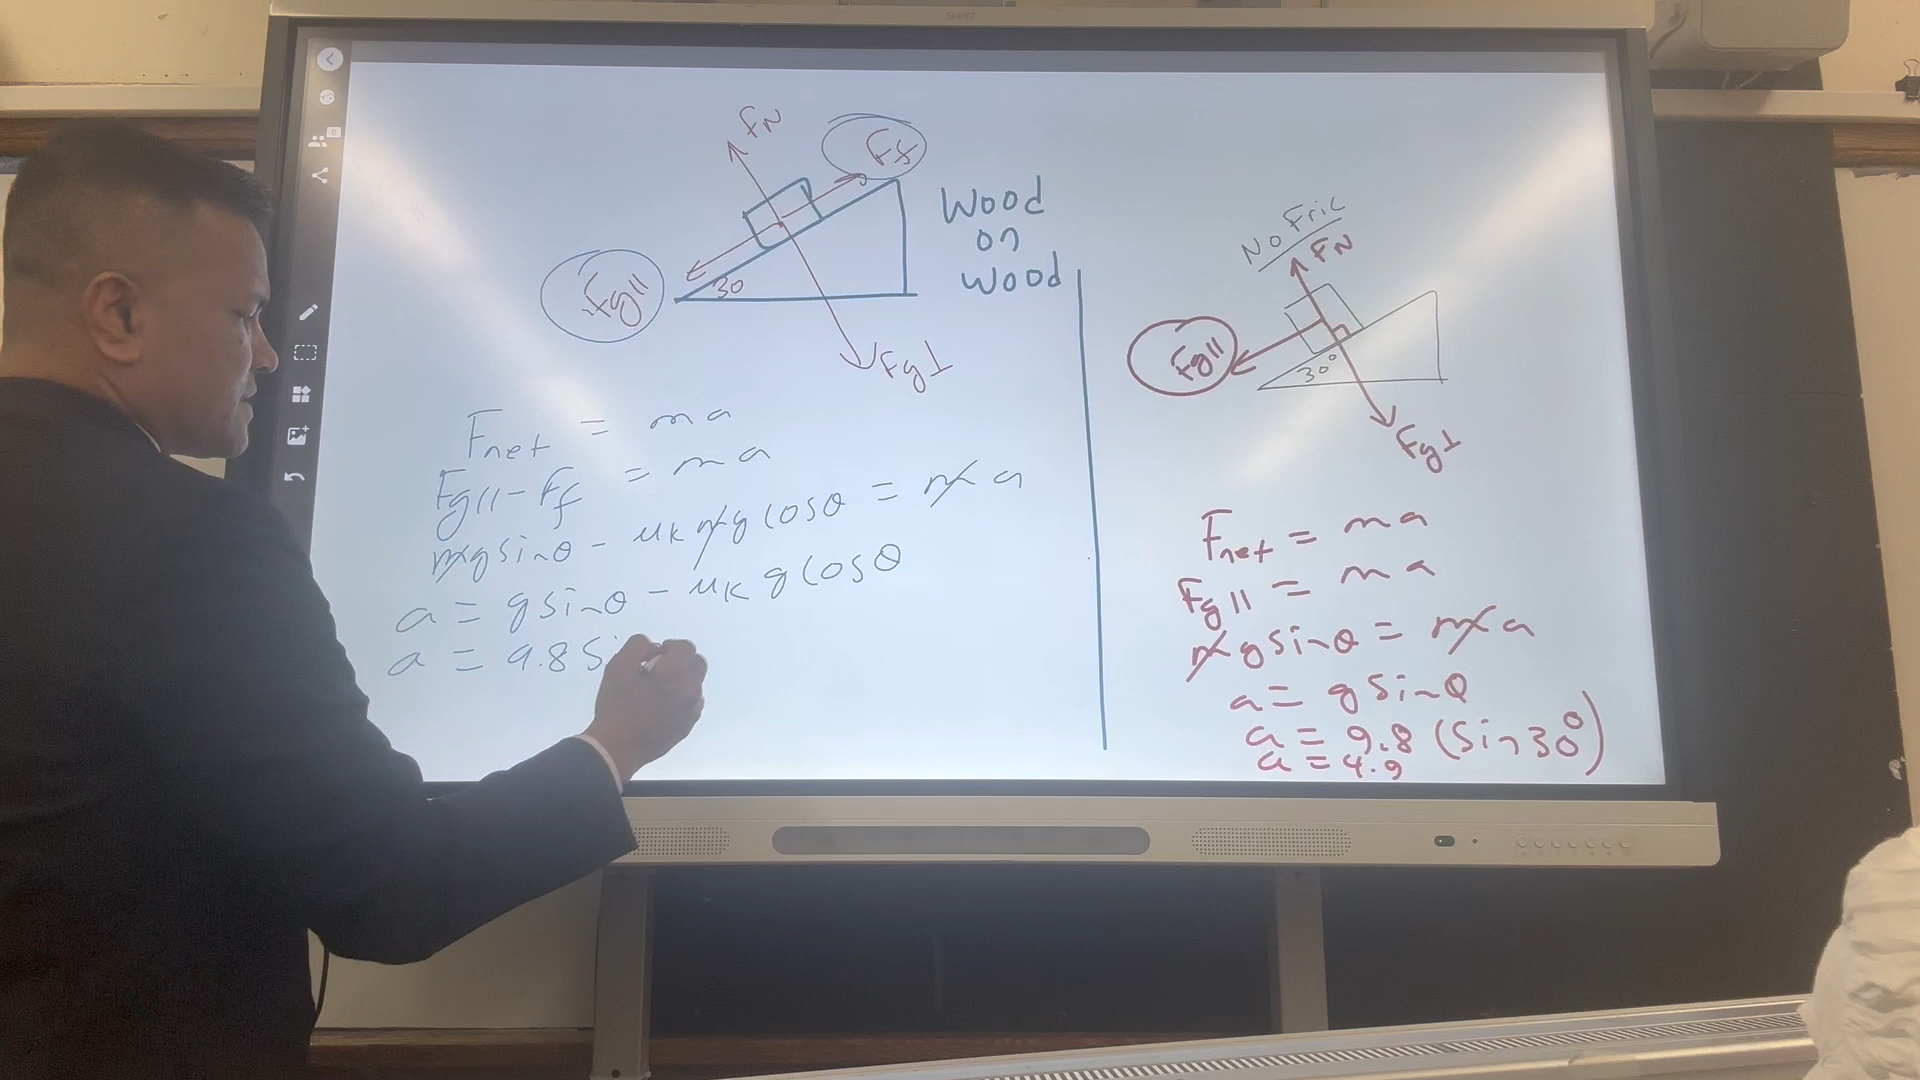 SMART
FN
Ff
Wood
on
Wood
Fg||
30
Fg⊥
Fnet = ma
Fg|| - Ff = ma
mg sinθ - μk mg cosθ = ma
a = g sinθ - μk g cosθ
a = 9.8 Si
No Fric
FN
Fg||
30°
Fg⊥
Fnet = ma
Fg|| = ma
mg sinθ = ma
a = g sinθ
a = 9.8 (Sin 30°)
a = 4.9